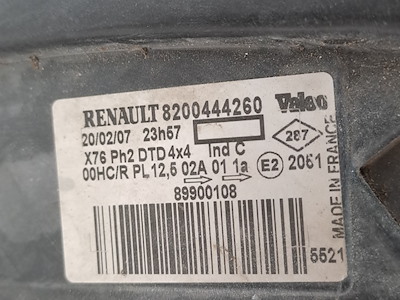 RENAULT 8200444260 Valeo
20/02/07 23h57
287
X76 Ph2 DTD 4x4 Ind C
00HC/R PL 12,5 02A 01 1a E2 2061
89900108
5521
MADE IN FRANCE